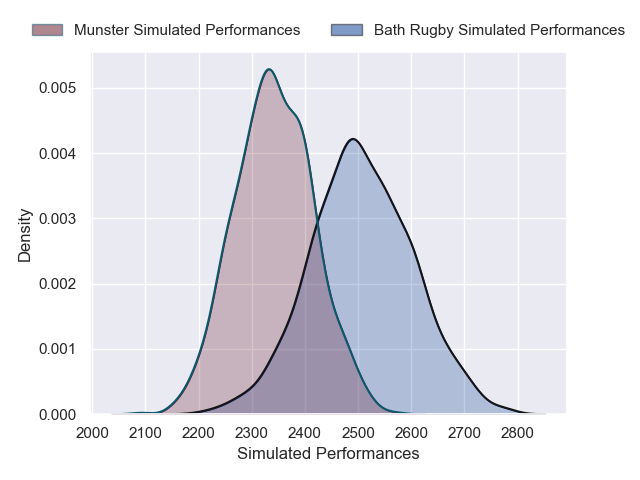 Munster Simulated Performances Bath Rugby Simulated Performances
0.005
0.004
0.003
0.002
0.001
0.000
Density
2000 2100 2200 2300 2400 2500 2600 2700 2800
Simulated Performances